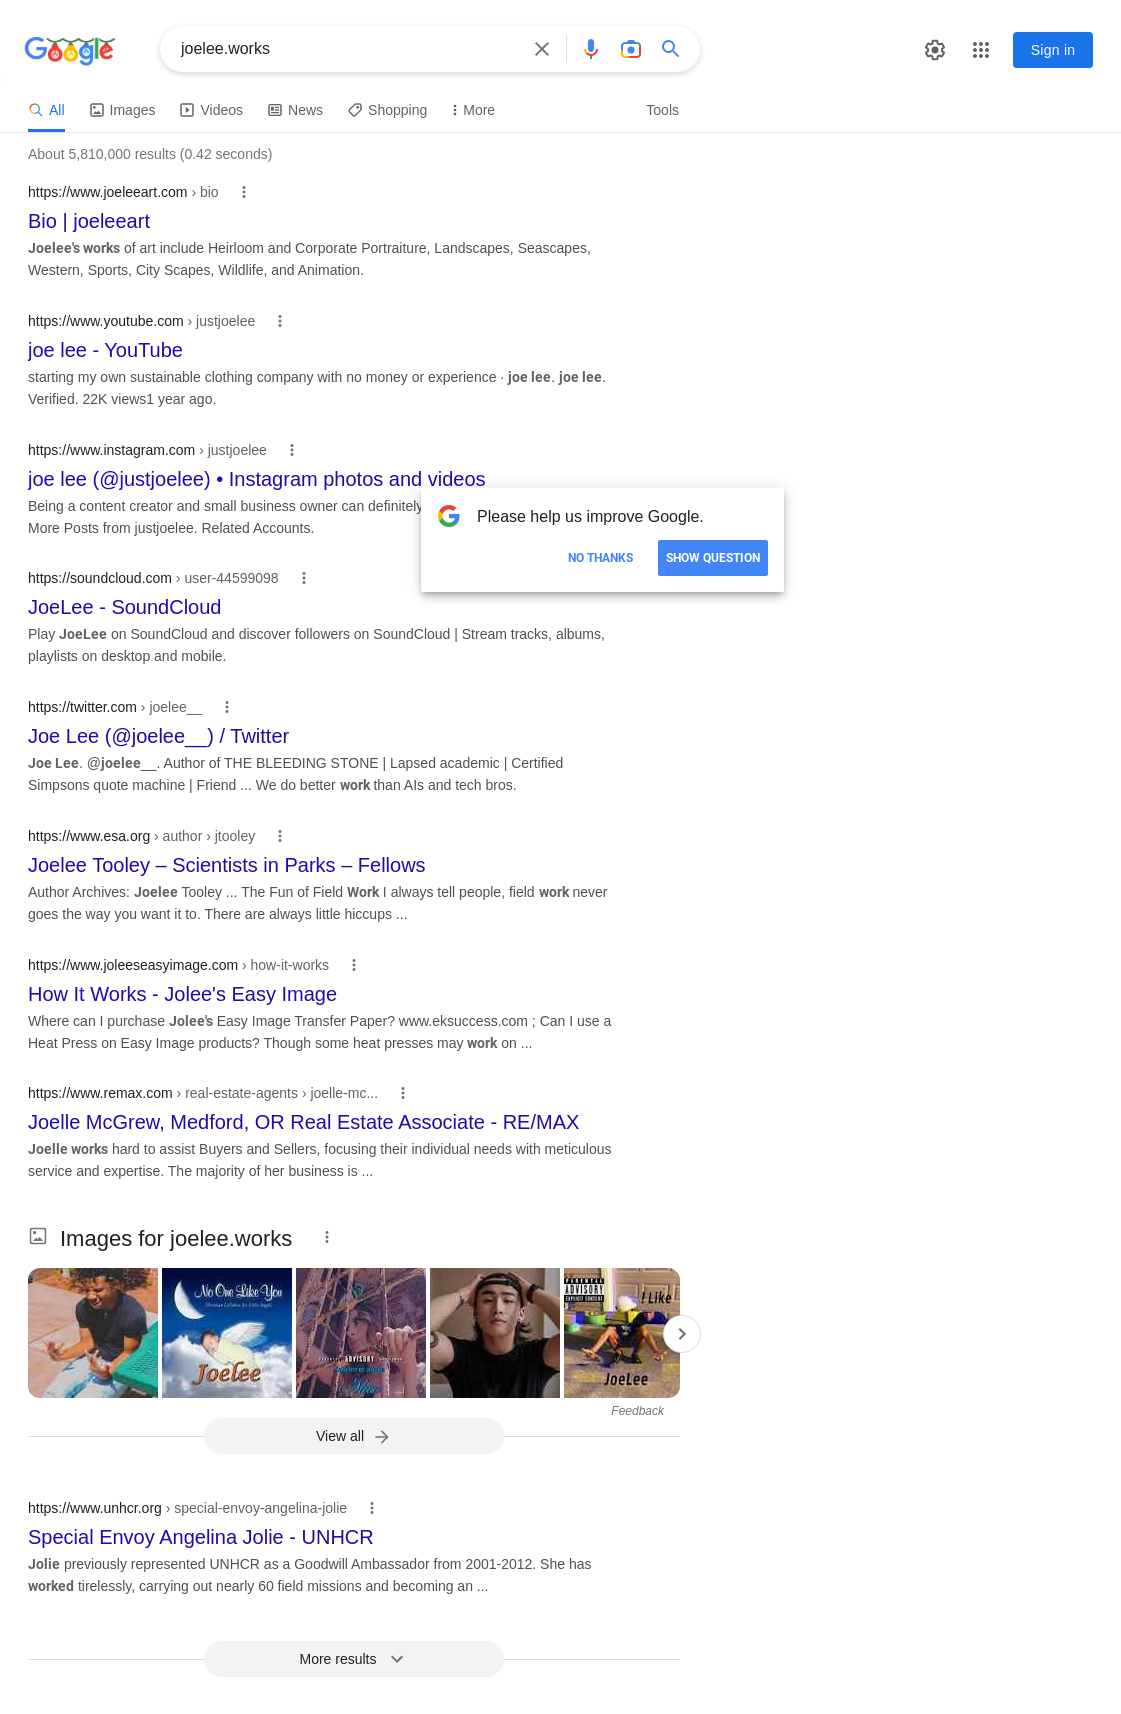 Google
joelee.works
Sign in
All Images Videos News Shopping More Tools
About 5,810,000 results (0.42 seconds)
https://www.joeleeart.com › bio
Bio | joeleeart
Joelee's works of art include Heirloom and Corporate Portraiture, Landscapes, Seascapes,
Western, Sports, City Scapes, Wildlife, and Animation.
https://www.youtube.com › justjoelee
joe lee - YouTube
starting my own sustainable clothing company with no money or experience · joe lee. joe lee.
Verified. 22K views1 year ago.
https://www.instagram.com › justjoelee
joe lee (@justjoelee) • Instagram photos and videos
Being a content creator and small business owner can definitely
More Posts from justjoelee. Related Accounts.
Please help us improve Google.
NO THANKS SHOW QUESTION
https://soundcloud.com › user-44599098
JoeLee - SoundCloud
Play JoeLee on SoundCloud and discover followers on SoundCloud | Stream tracks, albums,
playlists on desktop and mobile.
https://twitter.com › joelee__
Joe Lee (@joelee__) / Twitter
Joe Lee. @joelee__. Author of THE BLEEDING STONE | Lapsed academic | Certified
Simpsons quote machine | Friend ... We do better work than AIs and tech bros.
https://www.esa.org › author › jtooley
Joelee Tooley – Scientists in Parks – Fellows
Author Archives: Joelee Tooley ... The Fun of Field Work I always tell people, field work never
goes the way you want it to. There are always little hiccups ...
https://www.joleeseasyimage.com › how-it-works
How It Works - Jolee's Easy Image
Where can I purchase Jolee's Easy Image Transfer Paper? www.eksuccess.com ; Can I use a
Heat Press on Easy Image products? Though some heat presses may work on ...
https://www.remax.com › real-estate-agents › joelle-mc...
Joelle McGrew, Medford, OR Real Estate Associate - RE/MAX
Joelle works hard to assist Buyers and Sellers, focusing their individual needs with meticulous
service and expertise. The majority of her business is ...
Images for joelee.works
No One Like You
Joelee
ADVISORY
PARENTAL
ADVISORY
EXPLICIT CONTENT
I Like
JoeLee
Feedback
View all
https://www.unhcr.org › special-envoy-angelina-jolie
Special Envoy Angelina Jolie - UNHCR
Jolie previously represented UNHCR as a Goodwill Ambassador from 2001-2012. She has
worked tirelessly, carrying out nearly 60 field missions and becoming an ...
More results